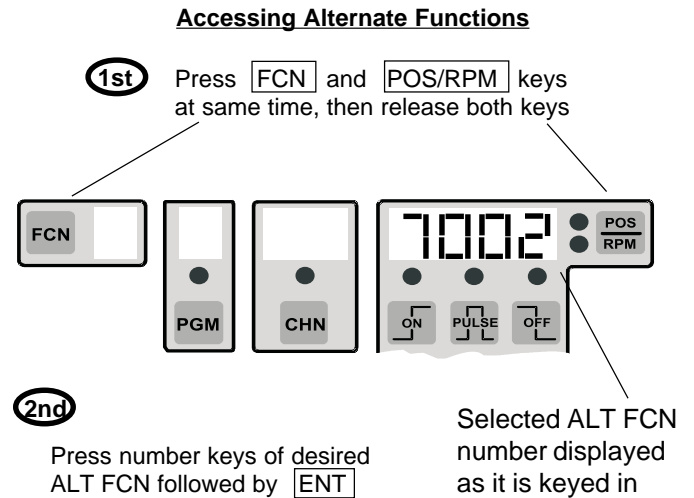 Accessing Alternate Functions
1st
Press FCN and POS/RPM keys
at same time, then release both keys
FCN
7002
POS
RPM
PGM
CHN
ON
PULSE
OFF
2nd
Press number keys of desired
ALT FCN followed by ENT
Selected ALT FCN
number displayed
as it is keyed in